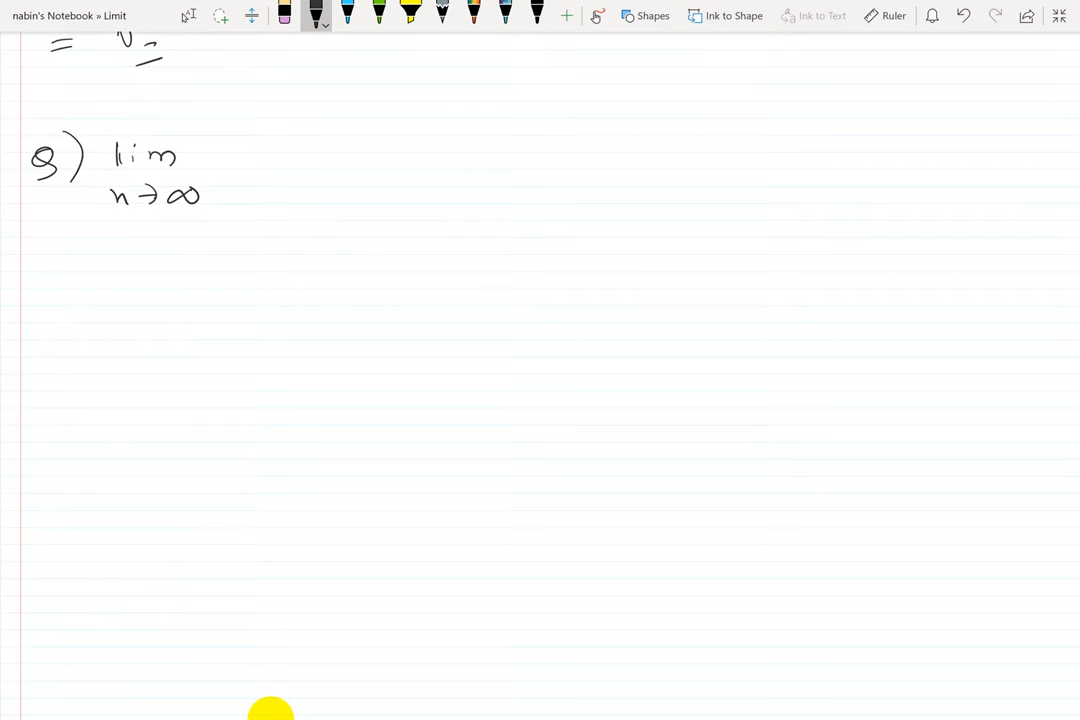 nabin's Notebook » Limit
Shapes Ink to Shape Ink to Text Ruler
=
8) lim
n→∞